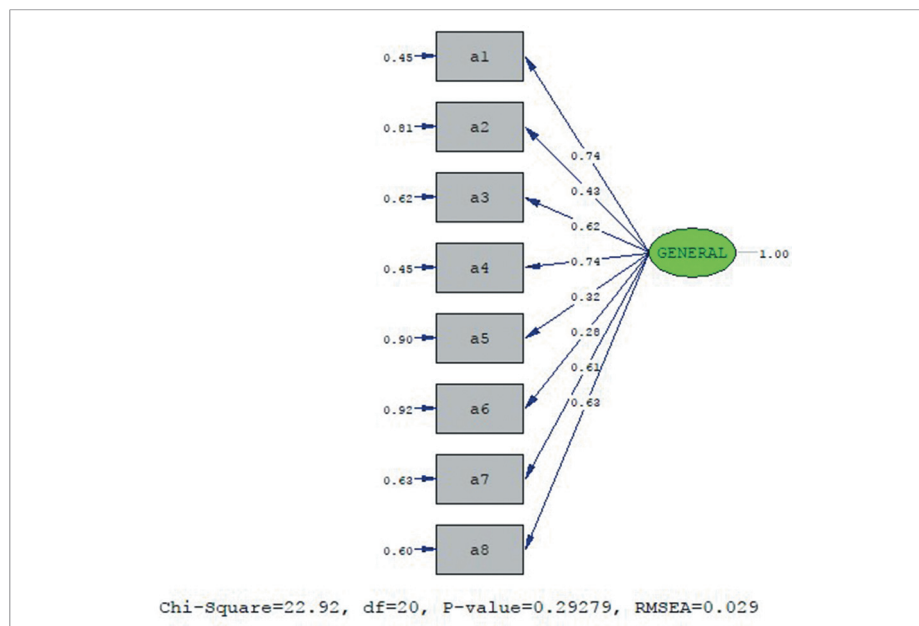 0.45 a1
0.74
0.81 a2
0.43
0.62 a3
0.62
GENERAL 1.00
0.45 a4
0.74
0.32
0.90 a5
0.28
0.61
0.92 a6
0.63
0.63 a7
0.60 a8
Chi-Square=22.92, df=20, P-value=0.29279, RMSEA=0.029